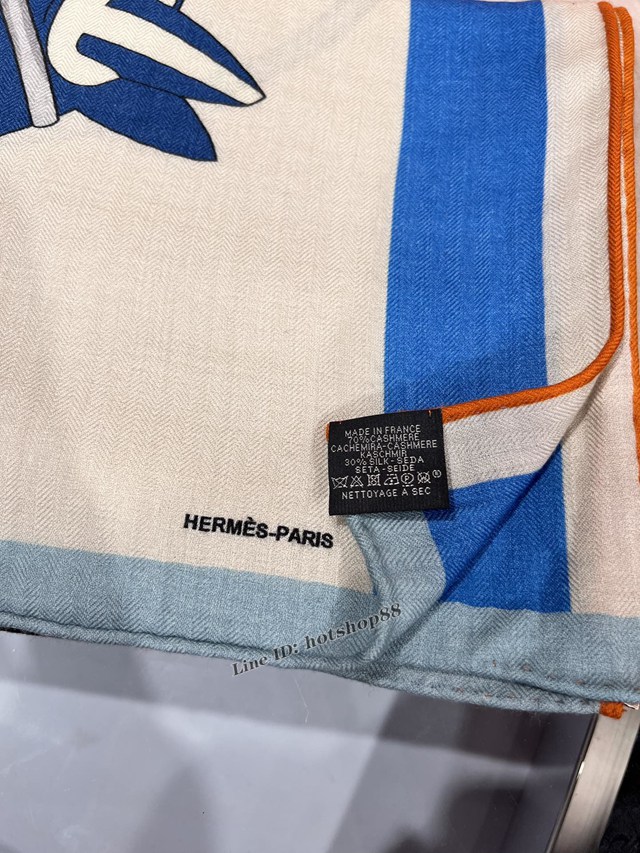 MADE IN FRANCE
70%CASHMERE
CACHEMIRA-CASHMERE
KASCHMIR
30% SILK-SEDA
SETA-SEIDE
NETTOYAGE À SEC
HERMÈS-PARIS
Line ID: hotshop88